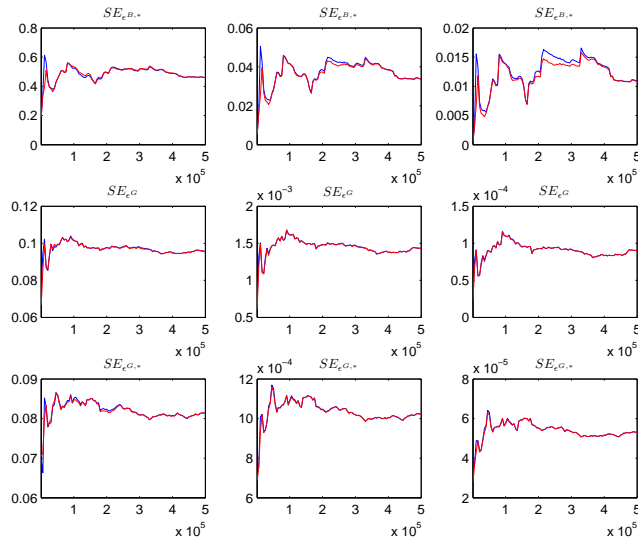 SE_{ϵ^{B,*}} SE_{ϵ^{B,*}} SE_{ϵ^{B,*}}
0.8 0.06 0.02
0.6 0.015
0.4 0.04 0.01
0.2 0.02 0.005
0 0 0
1 2 3 4 5 1 2 3 4 5 1 2 3 4 5
x 10^5 x 10^5 x 10^5
SE_{ϵ^G} x 10^{-3} SE_{ϵ^G} x 10^{-4} SE_{ϵ^G}
0.12 2 1.5
0.1 1.5 1
0.08 1 0.5
0.06 0.5 0
1 2 3 4 5 1 2 3 4 5 1 2 3 4 5
x 10^5 x 10^5 x 10^5
SE_{ϵ^{G,*}} x 10^{-4} SE_{ϵ^{G,*}} x 10^{-5} SE_{ϵ^{G,*}}
0.09 12 8
0.08 10 6
0.07 8 4
0.06 6 2
1 2 3 4 5 1 2 3 4 5 1 2 3 4 5
x 10^5 x 10^5 x 10^5